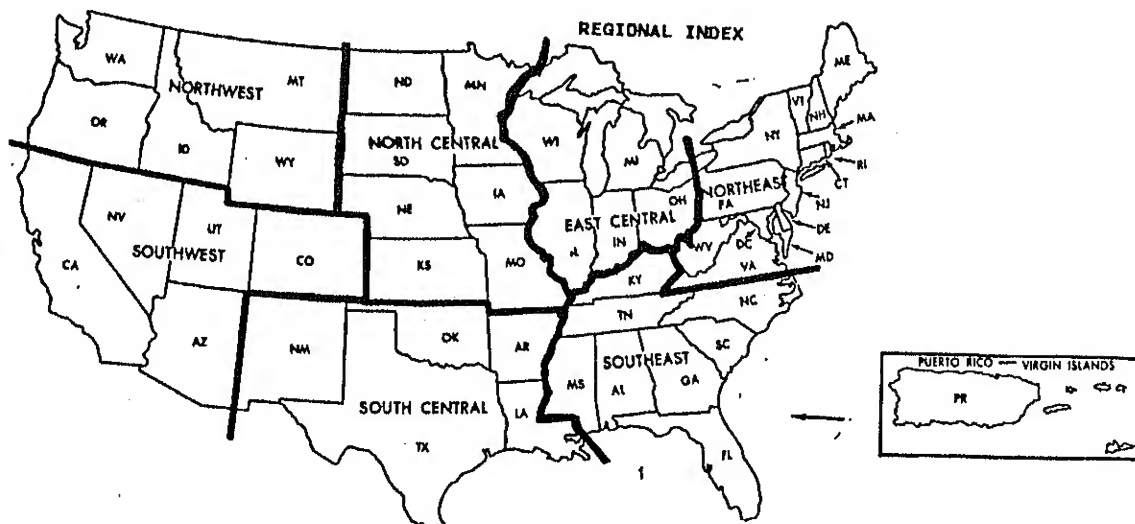 REGIONAL INDEX
WA
MT
ND
MN
ME
NORTHWEST
VT
NH
MA
OR
NORTH CENTRAL
WI
NY
ID
SD
MI
RI
WY
CT
IA
NORTHEAST
NE
OH
PA
NJ
NV
UT
EAST CENTRAL
DE
SOUTHWEST
IL
IN
WV
DC
MD
CA
CO
KS
MO
VA
KY
NC
TN
AZ
NM
OK
AR
SC
SOUTHEAST
MS
AL
GA
SOUTH CENTRAL
LA
TX
FL
PUERTO RICO — VIRGIN ISLANDS
PR